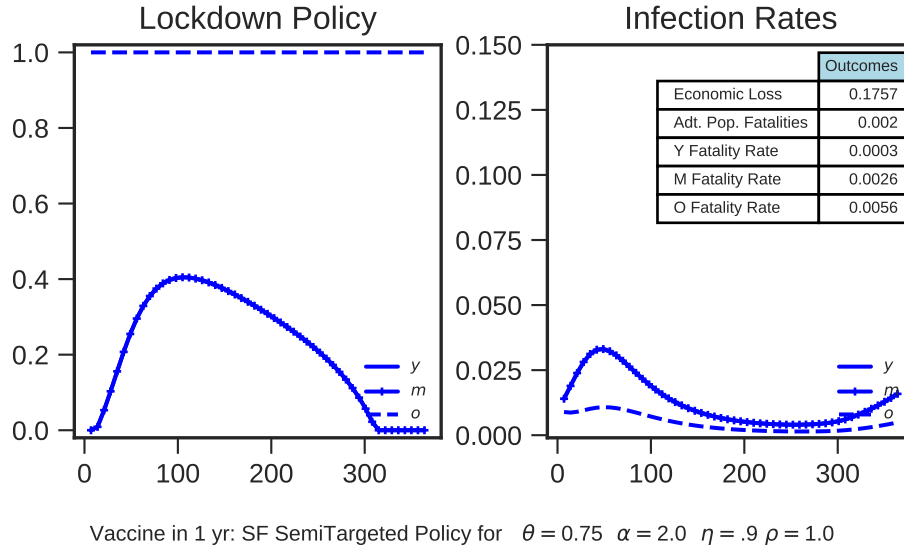 Lockdown Policy
1.0
0.8
0.6
0.4
0.2
0.0
0
100
200
300
y
m
o
Infection Rates
0.150
0.125
0.100
0.075
0.050
0.025
0.000
0
100
200
300
Outcomes
Economic Loss 0.1757
Adt. Pop. Fatalities 0.002
Y Fatality Rate 0.0003
M Fatality Rate 0.0026
O Fatality Rate 0.0056
y
m
o
Vaccine in 1 yr: SF SemiTargeted Policy for θ = 0.75 α = 2.0 η = .9 ρ = 1.0